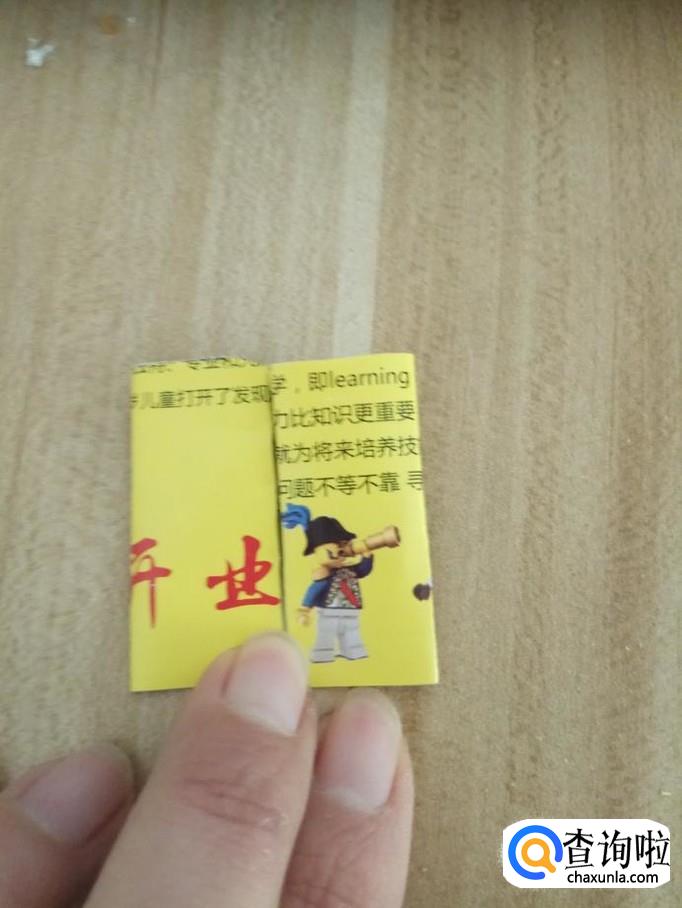 儿童打开了发现
开业
学，即learning
力比知识更重要
就为将来培养技
问题不等不靠 寻
查询啦
chaxunla.com